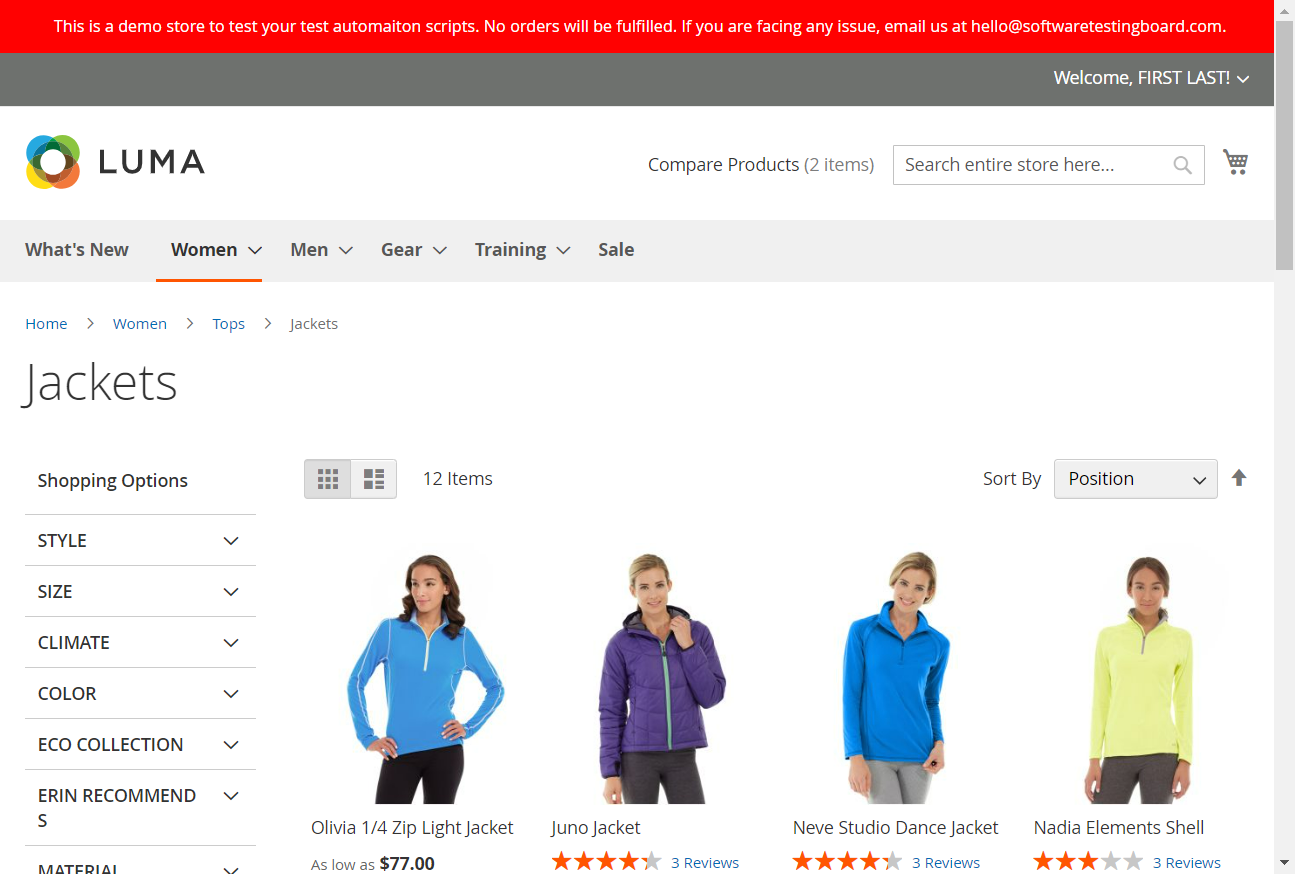 This is a demo store to test your test automaiton scripts. No orders will be fulfilled. If you are facing any issue, email us at hello@softwaretestingboard.com.
Welcome, FIRST LAST!
LUMA
Compare Products (2 items)
Search entire store here...
What's New
Women
Men
Gear
Training
Sale
Home
Women
Tops
Jackets
Jackets
Shopping Options
STYLE
SIZE
CLIMATE
COLOR
ECO COLLECTION
ERIN RECOMMEND
S
MATERIAL
12 Items
Sort By
Position
Olivia 1/4 Zip Light Jacket
As low as $77.00
Juno Jacket
3 Reviews
Neve Studio Dance Jacket
3 Reviews
Nadia Elements Shell
3 Reviews